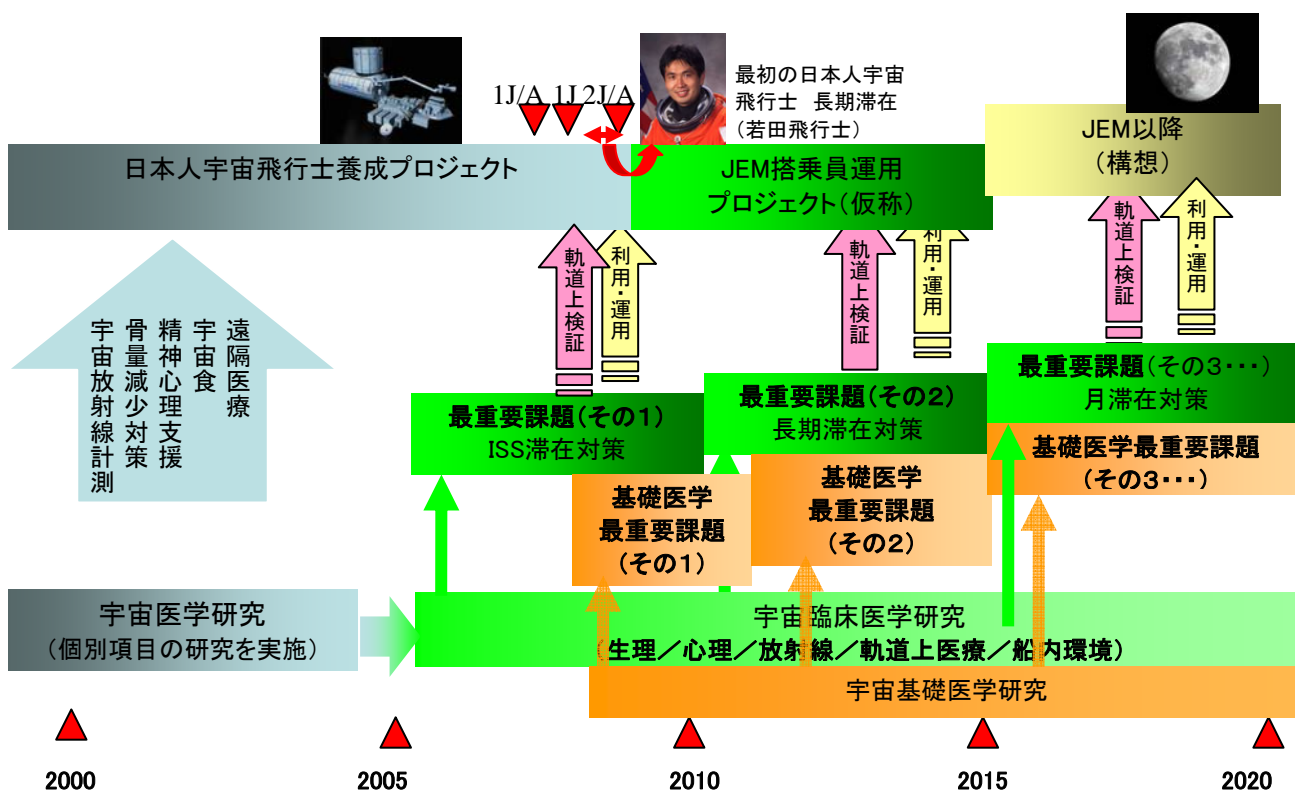 1J/A 1J 2J/A
最初の日本人宇宙
飛行士 長期滞在
(若田飛行士)
日本人宇宙飛行士養成プロジェクト
JEM搭乗員運用
プロジェクト(仮称)
JEM以降
(構想)
軌道上検証
利用・運用
軌道上検証
利用・運用
軌道上検証
利用・運用
遠隔医療
宇宙食
精神心理支援
骨量減少対策
宇宙放射線計測
最重要課題(その1)
ISS滞在対策
最重要課題(その2)
長期滞在対策
最重要課題(その3・・・)
月滞在対策
基礎医学
最重要課題
(その1)
基礎医学
最重要課題
(その2)
基礎医学最重要課題
(その3・・・)
宇宙医学研究
(個別項目の研究を実施)
宇宙臨床医学研究
(生理/心理/放射線/軌道上医療/船内環境)
宇宙基礎医学研究
2000
2005
2010
2015
2020